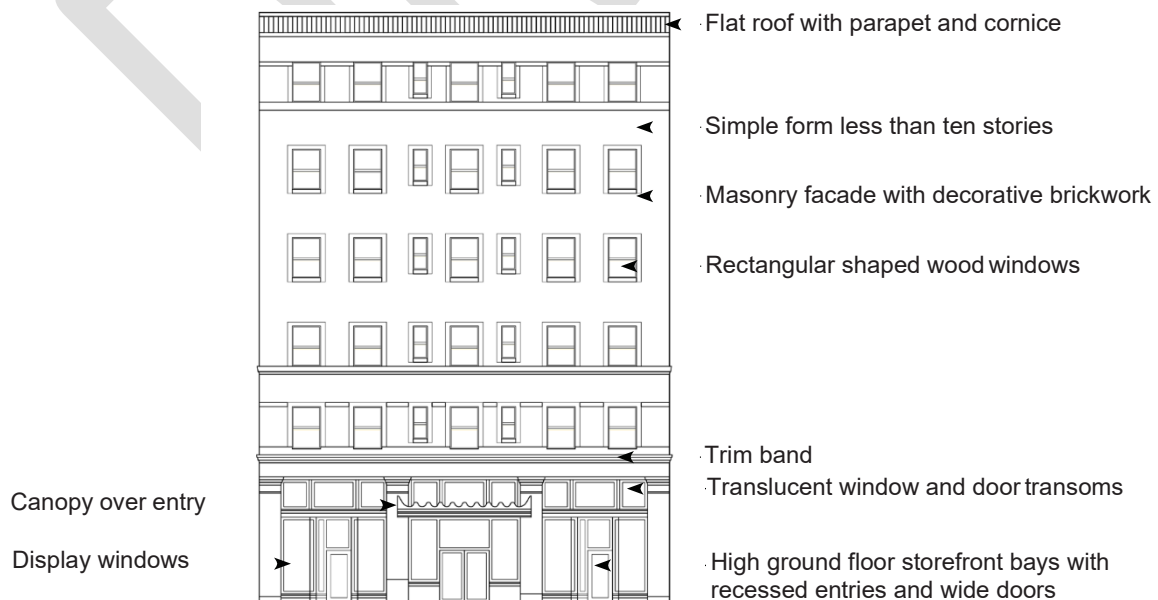 Flat roof with parapet and cornice
Simple form less than ten stories
Masonry facade with decorative brickwork
Rectangular shaped wood windows
Trim band
Translucent window and door transoms
Canopy over entry
Display windows
High ground floor storefront bays with
recessed entries and wide doors